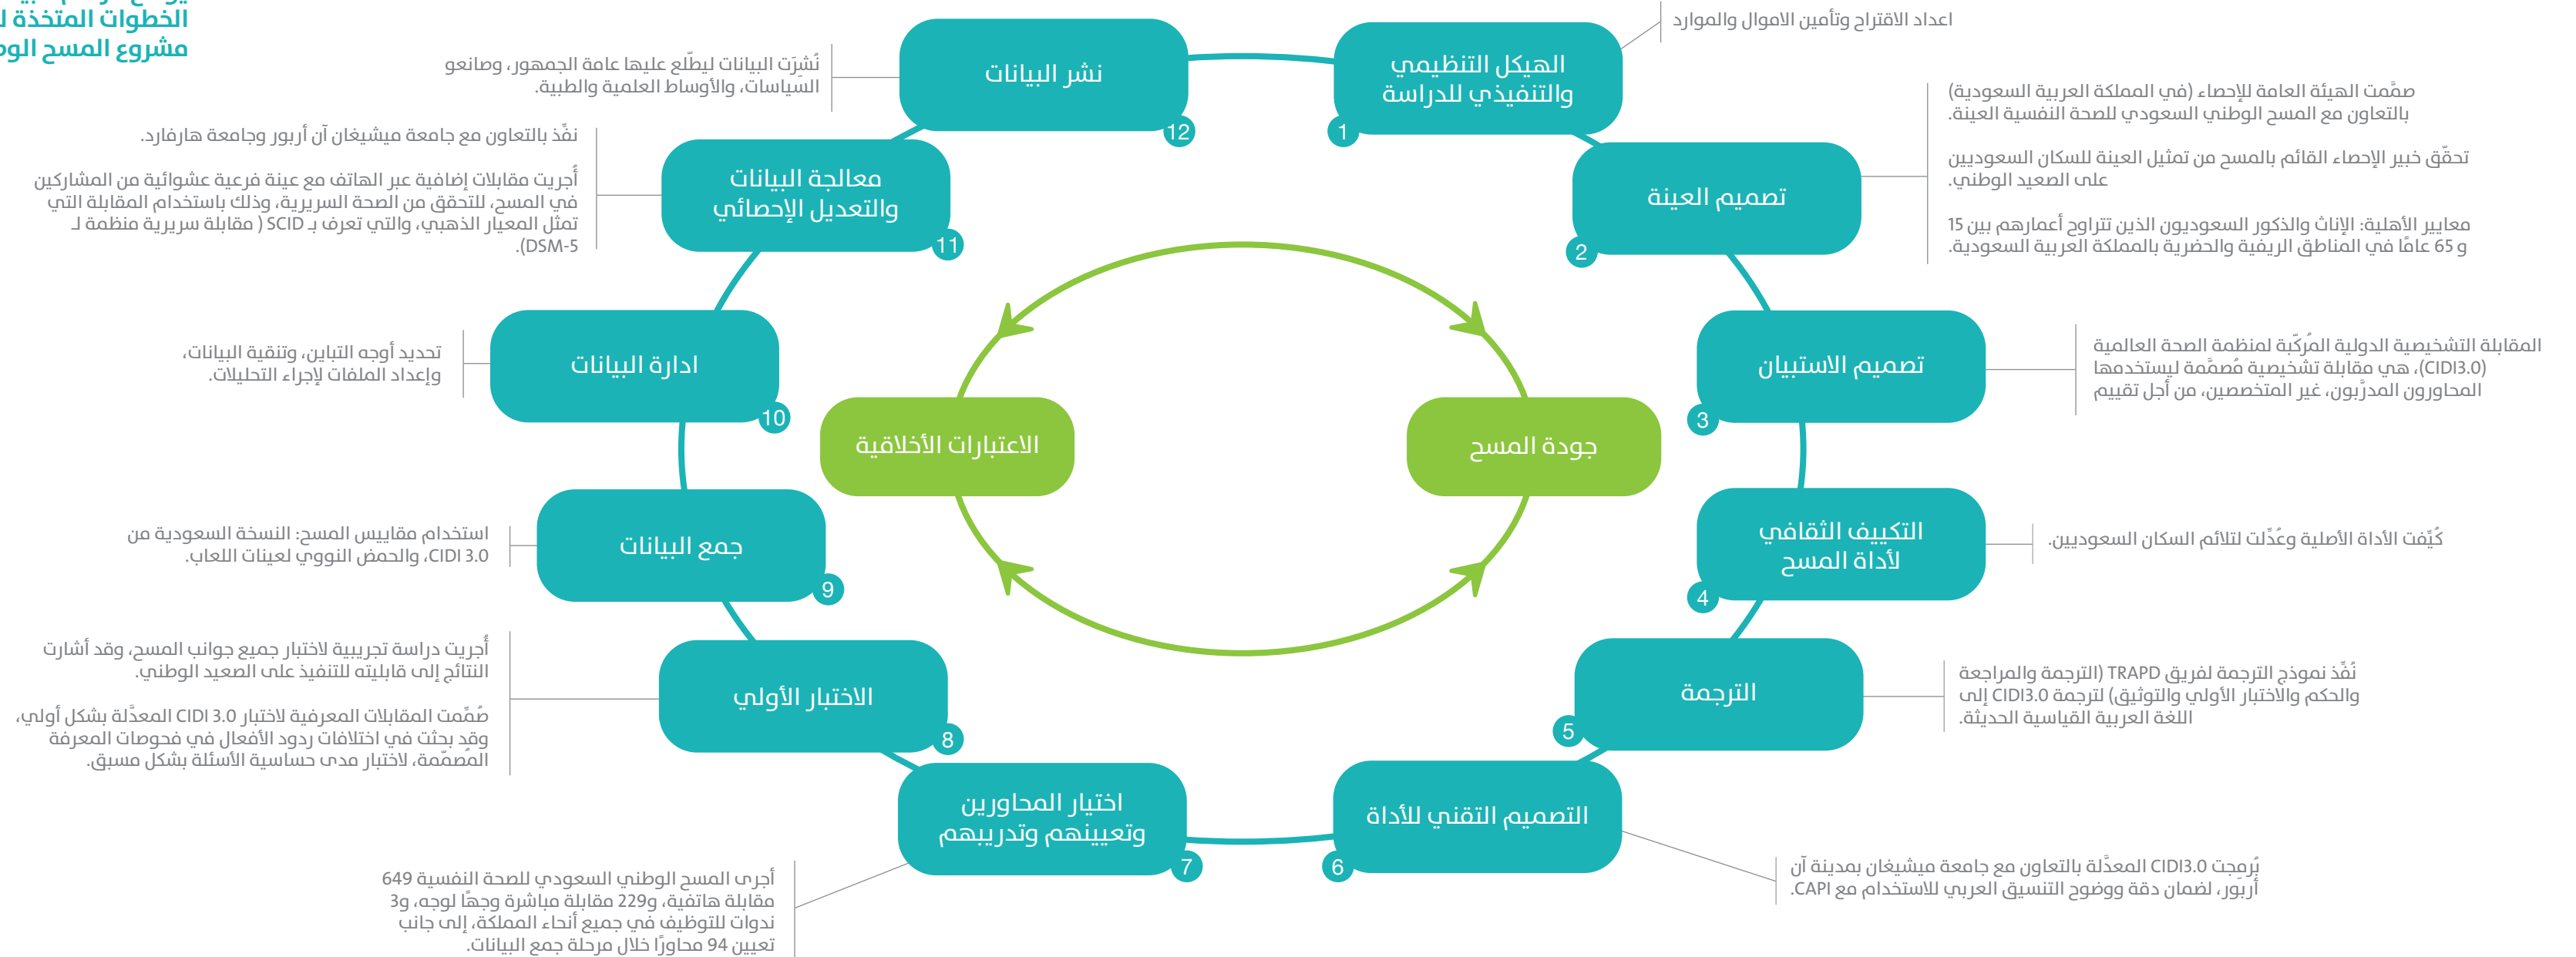 الخطوات المتخذة
مشروع المسح
الهيكل التنظيمي
والتنفيذي للدراسة
1
اعداد الاقتراح وتأمين الاموال والموارد
تصميم العينة
2
صمَّمت الهيئة العامة للإحصاء (في المملكة العربية السعودية)
بالتعاون مع المسح الوطني السعودي للصحة النفسية العينة.
تحقّق خبير الإحصاء القائم بالمسح من تمثيل العينة للسكان السعوديين
على الصعيد الوطني.
معايير الأهلية: الإناث والذكور السعوديون الذين تتراوح أعمارهم بين 15
و 65 عامًا في المناطق الريفية والحضرية بالمملكة العربية السعودية.
تصميم الاستبيان
3
المقابلة التشخيصية الدولية المُركّبة لمنظمة الصحة العالمية
(CIDI3.0)، هي مقابلة تشخيصية مُصمَّمة ليستخدمها
المحاورون المدرَّبون، غير المتخصصين، من أجل تقييم
التكييف الثقافي
لأداة المسح
4
كُيِّفت الأداة الأصلية وعُدِّلت لتلائم السكان السعوديين.
الترجمة
5
نُفِّذ نموذج الترجمة لفريق TRAPD (الترجمة والمراجعة
والحكم والاختبار الأولي والتوثيق) لترجمة CIDI3.0 إلى
اللغة العربية القياسية الحديثة.
التصميم التقني للأداة
6
بُرمِجت CIDI3.0 المعدَّلة بالتعاون مع جامعة ميشيغان بمدينة آن
أربور، لضمان دقة ووضوح التنسيق العربي للاستخدام مع CAPI.
اختيار المحاورين
وتعيينهم وتدريبهم
7
أجرى المسح الوطني السعودي للصحة النفسية 649
مقابلة هاتفية، و229 مقابلة مباشرة وجهًا لوجه، و3
ندوات للتوظيف في جميع أنحاء المملكة، إلى جانب
تعيين 94 محاورًا خلال مرحلة جمع البيانات.
الاختبار الأولي
8
أُجريت دراسة تجريبية لاختبار جميع جوانب المسح، وقد أشارت
النتائج إلى قابليته للتنفيذ على الصعيد الوطني.
صُمِّمت المقابلات المعرفية لاختبار CIDI 3.0 المعدَّلة بشكل أولي،
وقد بحثت في اختلافات ردود الأفعال في فحوصات المعرفة
المُصمّمة، لاختبار مدى حساسية الأسئلة بشكل مسبق.
جمع البيانات
9
استخدام مقاييس المسح: النسخة السعودية من
CIDI 3.0، والحمض النووي لعينات اللعاب.
ادارة البيانات
10
تحديد أوجه التباين، وتنقية البيانات،
وإعداد الملفات لإجراء التحليلات.
معالجة البيانات
والتعديل الإحصائي
11
نفِّذ بالتعاون مع جامعة ميشيغان آن أربور وجامعة هارفارد.
أُجريت مقابلات إضافية عبر الهاتف مع عينة فرعية عشوائية من المشاركين
في المسح، للتحقق من الصحة السريرية، وذلك باستخدام المقابلة التي
تمثل المعيار الذهبي، والتي تعرف بـ SCID ( مقابلة سريرية منظمة لـ
DSM-5).
نشر البيانات
12
نُشِرَت البيانات ليطّلع عليها عامة الجمهور، وصانعو
السِّياسات، والأوساط العلمية والطبية.
جودة المسح
الاعتبارات الأخلاقية